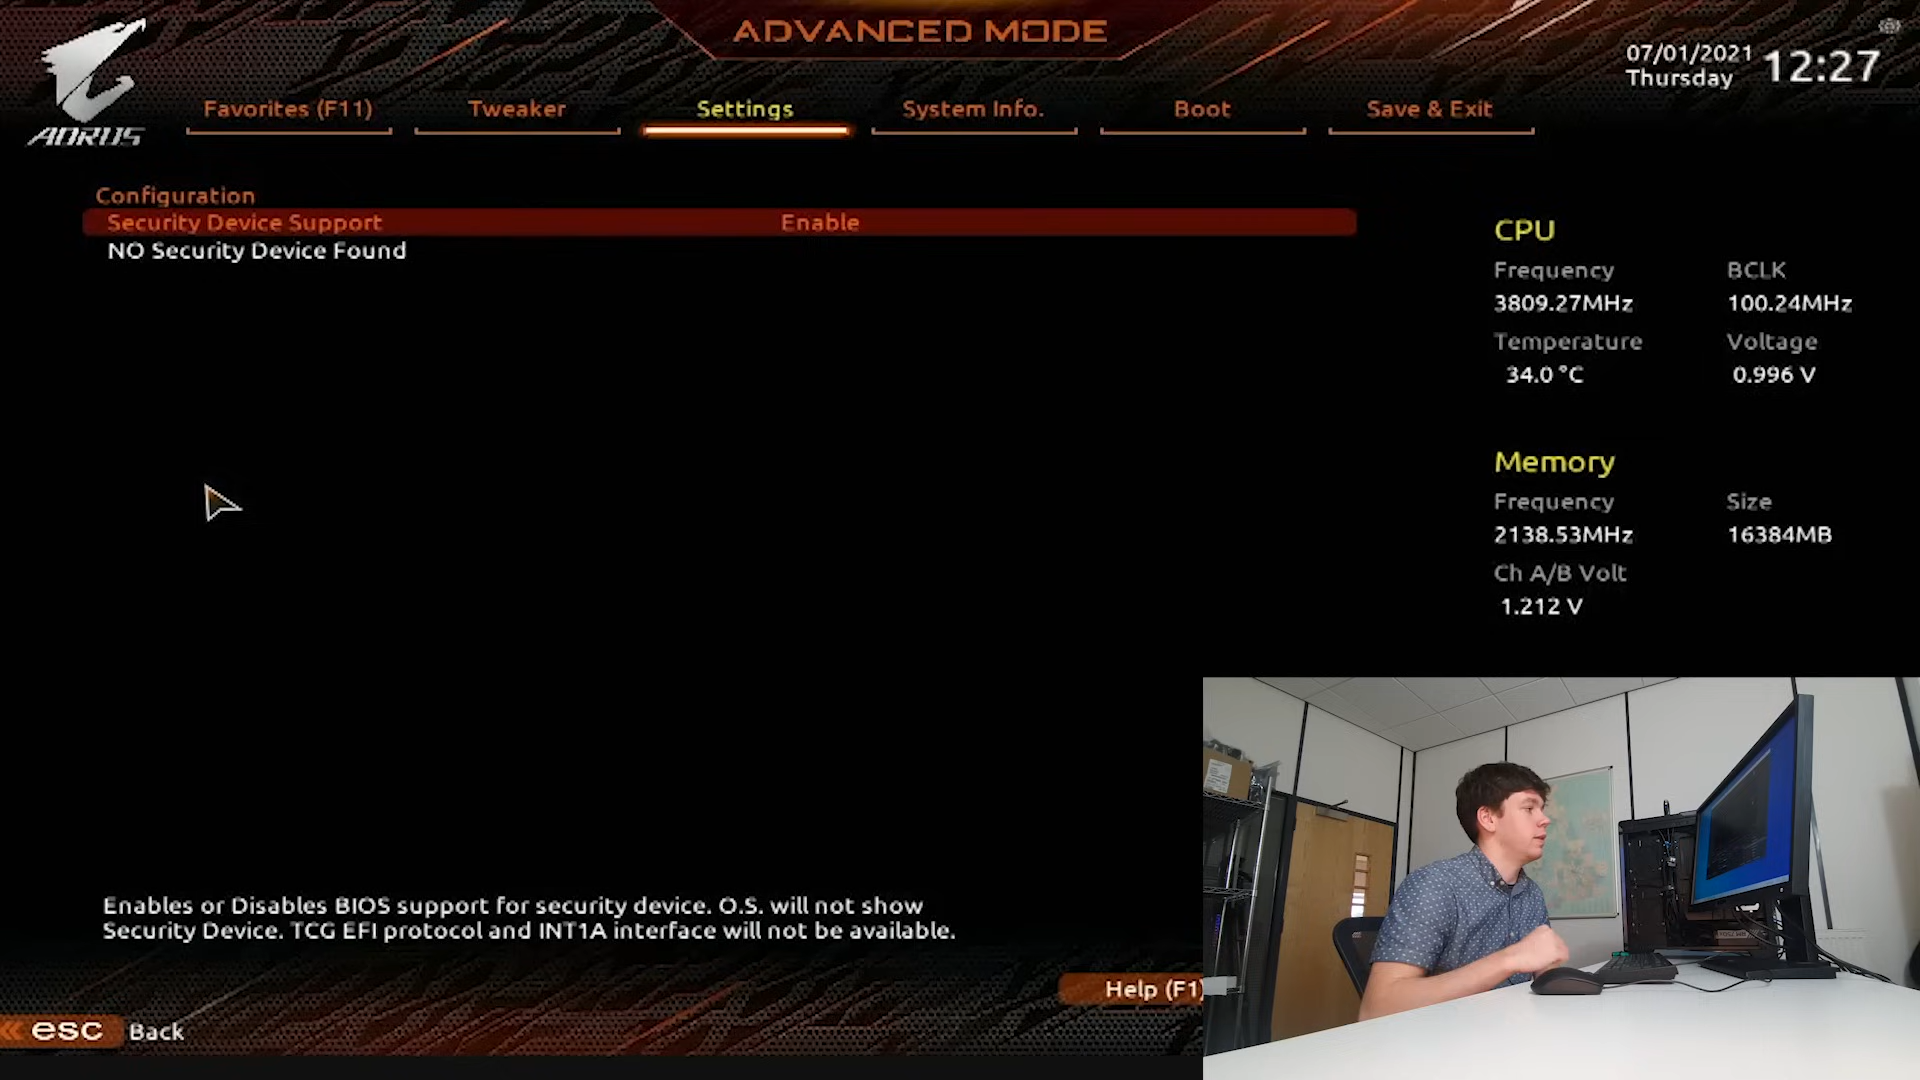 ADVANCED MODE
07/01/2021
Thursday
12:27
AORUS
Favorites (F11)
Tweaker
Settings
System Info.
Boot
Save & Exit
Configuration
Security Device Support Enable
NO Security Device Found
CPU
Frequency BCLK
3809.27MHz 100.24MHz
Temperature Voltage
34.0 °C 0.996 V
Memory
Frequency Size
2138.53MHz 16384MB
Ch A/B Volt
1.212 V
Enables or Disables BIOS support for security device. O.S. will not show
Security Device. TCG EFI protocol and INT1A interface will not be available.
Help (F1)
esc Back